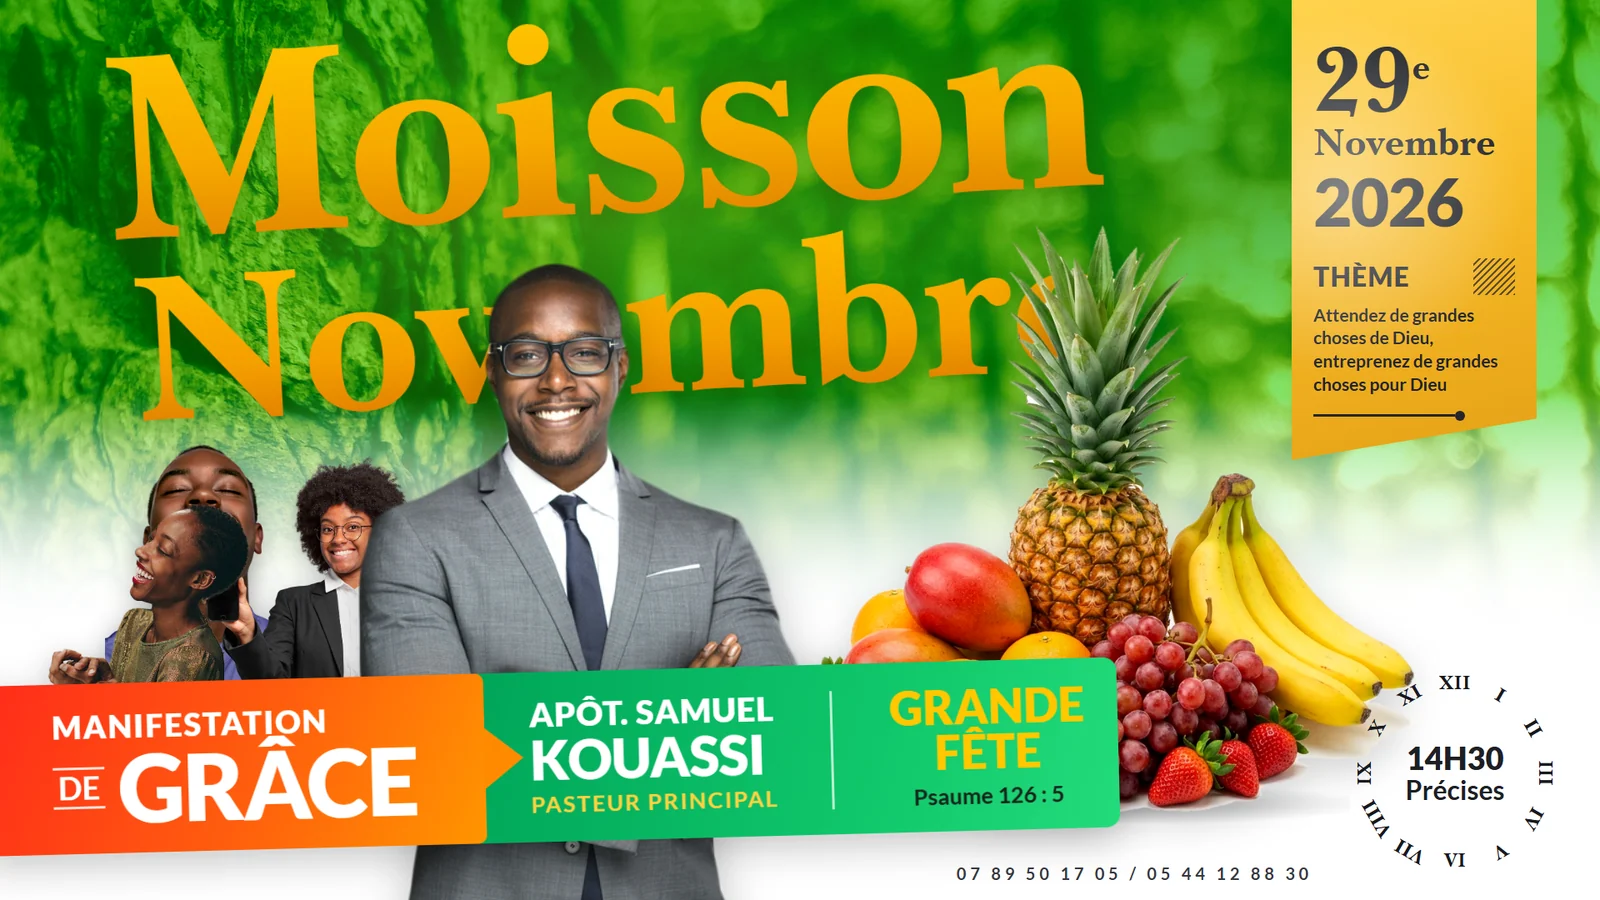 Moisson
Novembre
29e
Novembre
2026
THÈME
Attendez de grandes
choses de Dieu,
entreprenez de grandes
choses pour Dieu
MANIFESTATION
DE GRÂCE
APÔT. SAMUEL
KOUASSI
PASTEUR PRINCIPAL
GRANDE
FÊTE
Psaume 126 : 5
XII
I
II
III
IV
V
VI
VII
VIII
IX
X
XI
14H30
Précises
07 89 50 17 05 / 05 44 12 88 30